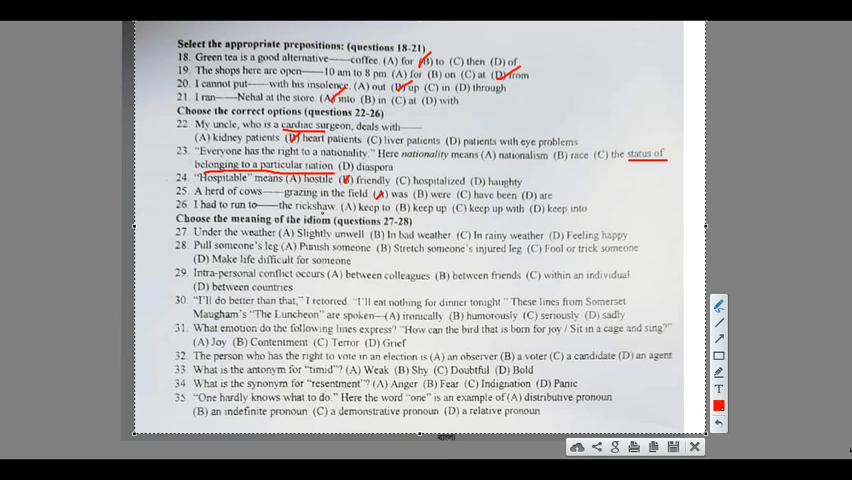 Select the appropriate prepositions: (questions 18-21)
18. Green tea is a good alternative——coffee. (A) for (B) to (C) then (D) of
19. The shops here are open——10 am to 8 pm. (A) for (B) on (C) at (D) from
20. I cannot put——with his insolence. (A) out (B) up (C) in (D) through
21. I ran——Nehal at the store. (A) into (B) in (C) at (D) with
Choose the correct options (questions 22-26)
22. My uncle, who is a cardiac surgeon, deals with——
(A) kidney patients (B) heart patients (C) liver patients (D) patients with eye problems
23. “Everyone has the right to a nationality.” Here nationality means (A) nationalism (B) race (C) the status of
belonging to a particular nation (D) diaspora
24. “Hospitable” means (A) hostile (B) friendly (C) hospitalized (D) haughty
25. A herd of cows——grazing in the field. (A) was (B) were (C) have been (D) are
26. I had to run to——the rickshaw. (A) keep to (B) keep up (C) keep up with (D) keep into
Choose the meaning of the idiom (questions 27-28)
27. Under the weather (A) Slightly unwell (B) In bad weather (C) In rainy weather (D) Feeling happy
28. Pull someone's leg (A) Punish someone (B) Stretch someone's injured leg (C) Fool or trick someone
(D) Make life difficult for someone
29. Intra-personal conflict occurs (A) between colleagues (B) between friends (C) within an individual
(D) between countries
30. “I'll do better than that,” I retorted. “I'll eat nothing for dinner tonight.” These lines from Somerset
Maugham's “The Luncheon” are spoken—(A) ironically (B) humorously (C) seriously (D) sadly
31. What emotion do the following lines express? “How can the bird that is born for joy / Sit in a cage and sing?”
(A) Joy (B) Contentment (C) Terror (D) Grief
32. The person who has the right to vote in an election is (A) an observer (B) a voter (C) a candidate (D) an agent
33. What is the antonym for “timid”? (A) Weak (B) Shy (C) Doubtful (D) Bold
34. What is the synonym for “resentment”? (A) Anger (B) Fear (C) Indignation (D) Panic
35. “One hardly knows what to do.” Here the word “one” is an example of (A) distributive pronoun
(B) an indefinite pronoun (C) a demonstrative pronoun (D) a relative pronoun
বাংলা
T